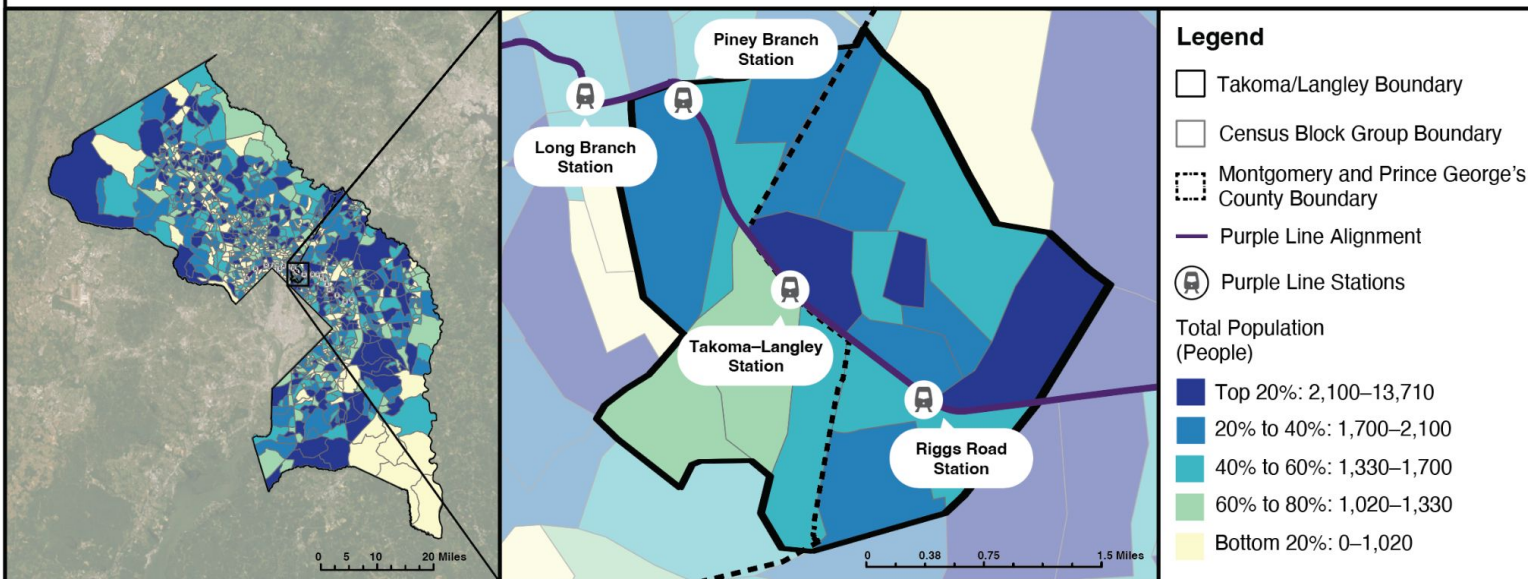 Piney Branch
Station
Long Branch
Station
Takoma–Langley
Station
Riggs Road
Station
0 5 10 20 Miles
0 0.38 0.75 1.5 Miles
Legend
Takoma/Langley Boundary
Census Block Group Boundary
Montgomery and Prince George's
County Boundary
Purple Line Alignment
Purple Line Stations
Total Population
(People)
Top 20%: 2,100–13,710
20% to 40%: 1,700–2,100
40% to 60%: 1,330–1,700
60% to 80%: 1,020–1,330
Bottom 20%: 0–1,020